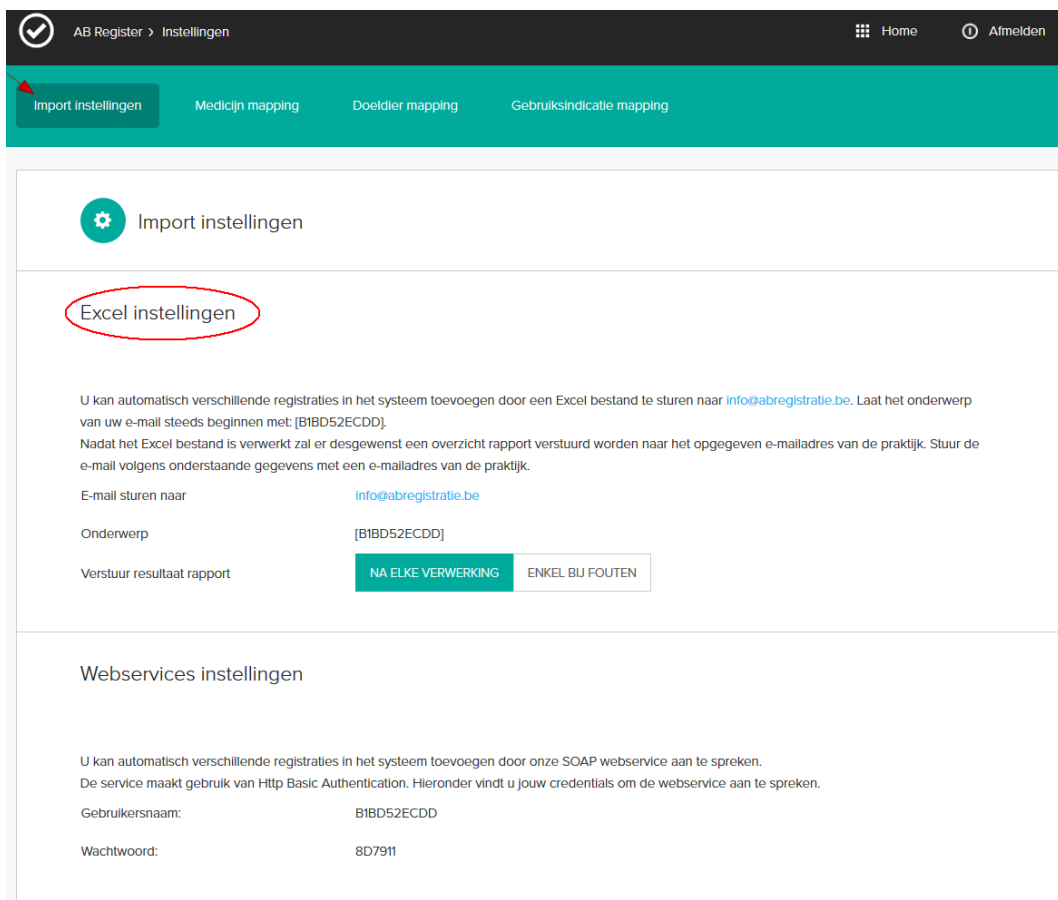 AB Register > Instellingen
Home
Afmelden
Import instellingen
Medicijn mapping
Doeldier mapping
Gebruiksindicatie mapping
Import instellingen
Excel instellingen
U kan automatisch verschillende registraties in het systeem toevoegen door een Excel bestand te sturen naar info@abregistratie.be. Laat het onderwerp
van uw e-mail steeds beginnen met: [B1BD52ECDD].
Nadat het Excel bestand is verwerkt zal er desgewenst een overzicht rapport verstuurd worden naar het opgegeven e-mailadres van de praktijk. Stuur de
e-mail volgens onderstaande gegevens met een e-mailadres van de praktijk.
E-mail sturen naar info@abregistratie.be
Onderwerp [B1BD52ECDD]
Verstuur resultaat rapport NA ELKE VERWERKING ENKEL BIJ FOUTEN
Webservices instellingen
U kan automatisch verschillende registraties in het systeem toevoegen door onze SOAP webservice aan te spreken.
De service maakt gebruik van Http Basic Authentication. Hieronder vindt u jouw credentials om de webservice aan te spreken.
Gebruikersnaam: B1BD52ECDD
Wachtwoord: 8D7911